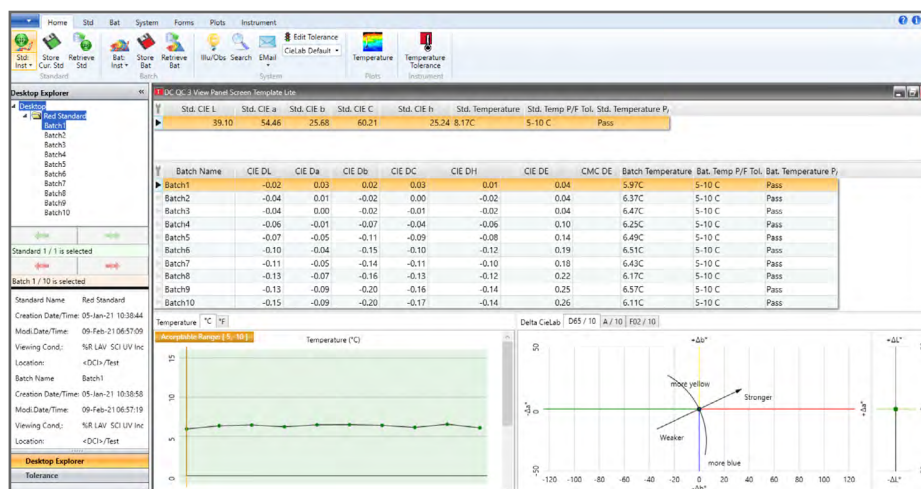 Home Std Bat System Forms Plots Instrument
Edit Tolerance
CieLab Default
Std: Inst Store Cur. Std Retrieve Std Bat: Inst Store Bat Retrieve Bat Illu/Obs Search EMail Temperature Temperature Tolerance
Standard Batch System Plots Instrument
Desktop Explorer
DC QC 3 View Panel Screen Template Lite
Desktop
Red Standard
Batch1
Batch2
Batch3
Batch4
Batch5
Batch6
Batch7
Batch8
Batch9
Batch10
Std. CIE L Std. CIE a Std. CIE b Std. CIE C Std. CIE h Std. Temperature Std. Temp P/F Tol. Std. Temperature P/
39.10 54.46 25.68 60.21 25.24 8.17C 5-10 C Pass
Batch Name CIE DL CIE Da CIE Db CIE DC CIE DH CIE DE CMC DE Batch Temperature Bat. Temp P/F Tol. Bat. Temperature P/
Batch1 -0.02 0.03 0.02 0.03 0.01 0.04 5.97C 5-10 C Pass
Batch2 -0.04 0.01 -0.02 0.00 -0.02 0.04 6.37C 5-10 C Pass
Batch3 -0.04 0.00 -0.02 -0.01 -0.02 0.04 6.47C 5-10 C Pass
Batch4 -0.06 -0.01 -0.07 -0.04 -0.06 0.10 6.25C 5-10 C Pass
Batch5 -0.07 -0.05 -0.11 -0.09 -0.08 0.14 6.49C 5-10 C Pass
Batch6 -0.10 -0.04 -0.15 -0.10 -0.12 0.19 6.51C 5-10 C Pass
Batch7 -0.11 -0.05 -0.14 -0.11 -0.10 0.18 6.43C 5-10 C Pass
Batch8 -0.13 -0.07 -0.16 -0.13 -0.12 0.22 6.17C 5-10 C Pass
Batch9 -0.13 -0.09 -0.20 -0.16 -0.14 0.25 6.57C 5-10 C Pass
Batch10 -0.15 -0.09 -0.20 -0.17 -0.14 0.26 6.11C 5-10 C Pass
Standard 1 / 1 is selected
Batch 1 / 10 is selected
Standard Name Red Standard
Creation Date/Time: 05-Jan-21 10:38:44
Modi.Date/Time: 09-Feb-21 06:57:09
Viewing Cond.: %R LAV SCI UV Inc
Location: <DCI>/Test
Batch Name Batch1
Creation Date/Time: 05-Jan-21 10:38:58
Modi.Date/Time: 09-Feb-21 06:57:19
Viewing Cond.: %R LAV SCI UV Inc
Location: <DCI>/Test
Desktop Explorer
Tolerance
Temperature °C °F
Acceptable Range: [ 5,-10 ]
Temperature (°C)
15
10
5
0
Delta CieLab D65 / 10 A / 10 F02 / 10
+Δb*
+ΔL*
50
more yellow
Stronger
-Δa* 0 +Δa* 0
Weaker
more blue
-50
-120 -100 -80 -60 -40 -20 0 20 40 60 80 100 120
-Δb*
-ΔL*